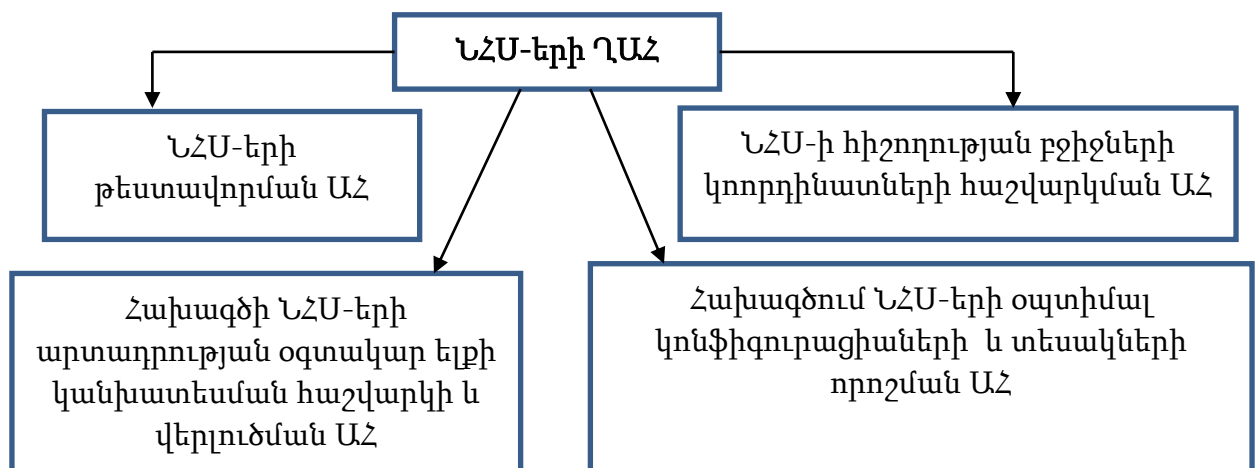 ՆՀՍ-երի ՂԱՀ
ՆՀՍ-երի
թեստավորման ԱՀ
ՆՀՍ-ի հիշողության բջիջների
կոորդինատների հաշվարկման ԱՀ
Հախագծի ՆՀՍ-երի
արտադրության օգտակար ելքի
կանխատեսման հաշվարկի և
վերլուծման ԱՀ
Հախագծում ՆՀՍ-երի օպտիմալ
կոնֆիգուրացիաների և տեսակների
որոշման ԱՀ